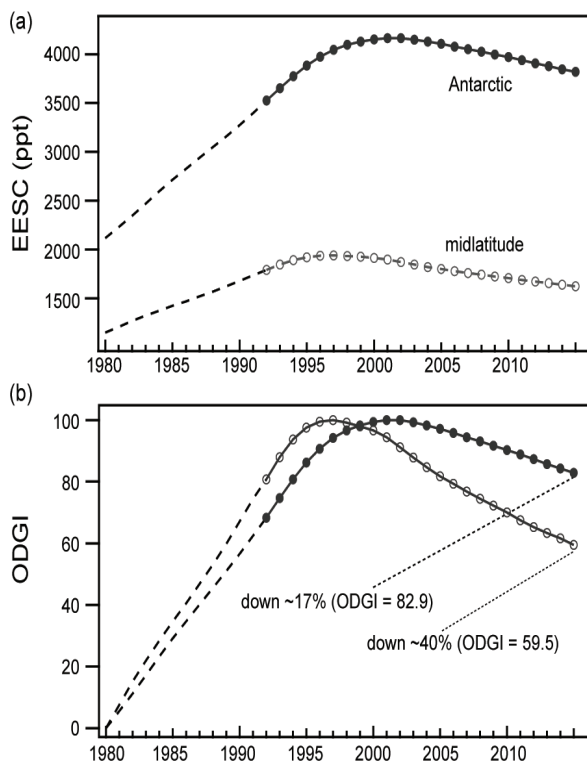 (a)
4000
3500
3000
2500
2000
1500
EESC (ppt)
Antarctic
midlatitude
1980 1985 1990 1995 2000 2005 2010
(b)
100
80
60
40
20
0
ODGI
down ~17% (ODGI = 82.9)
down ~40% (ODGI = 59.5)
1980 1985 1990 1995 2000 2005 2010